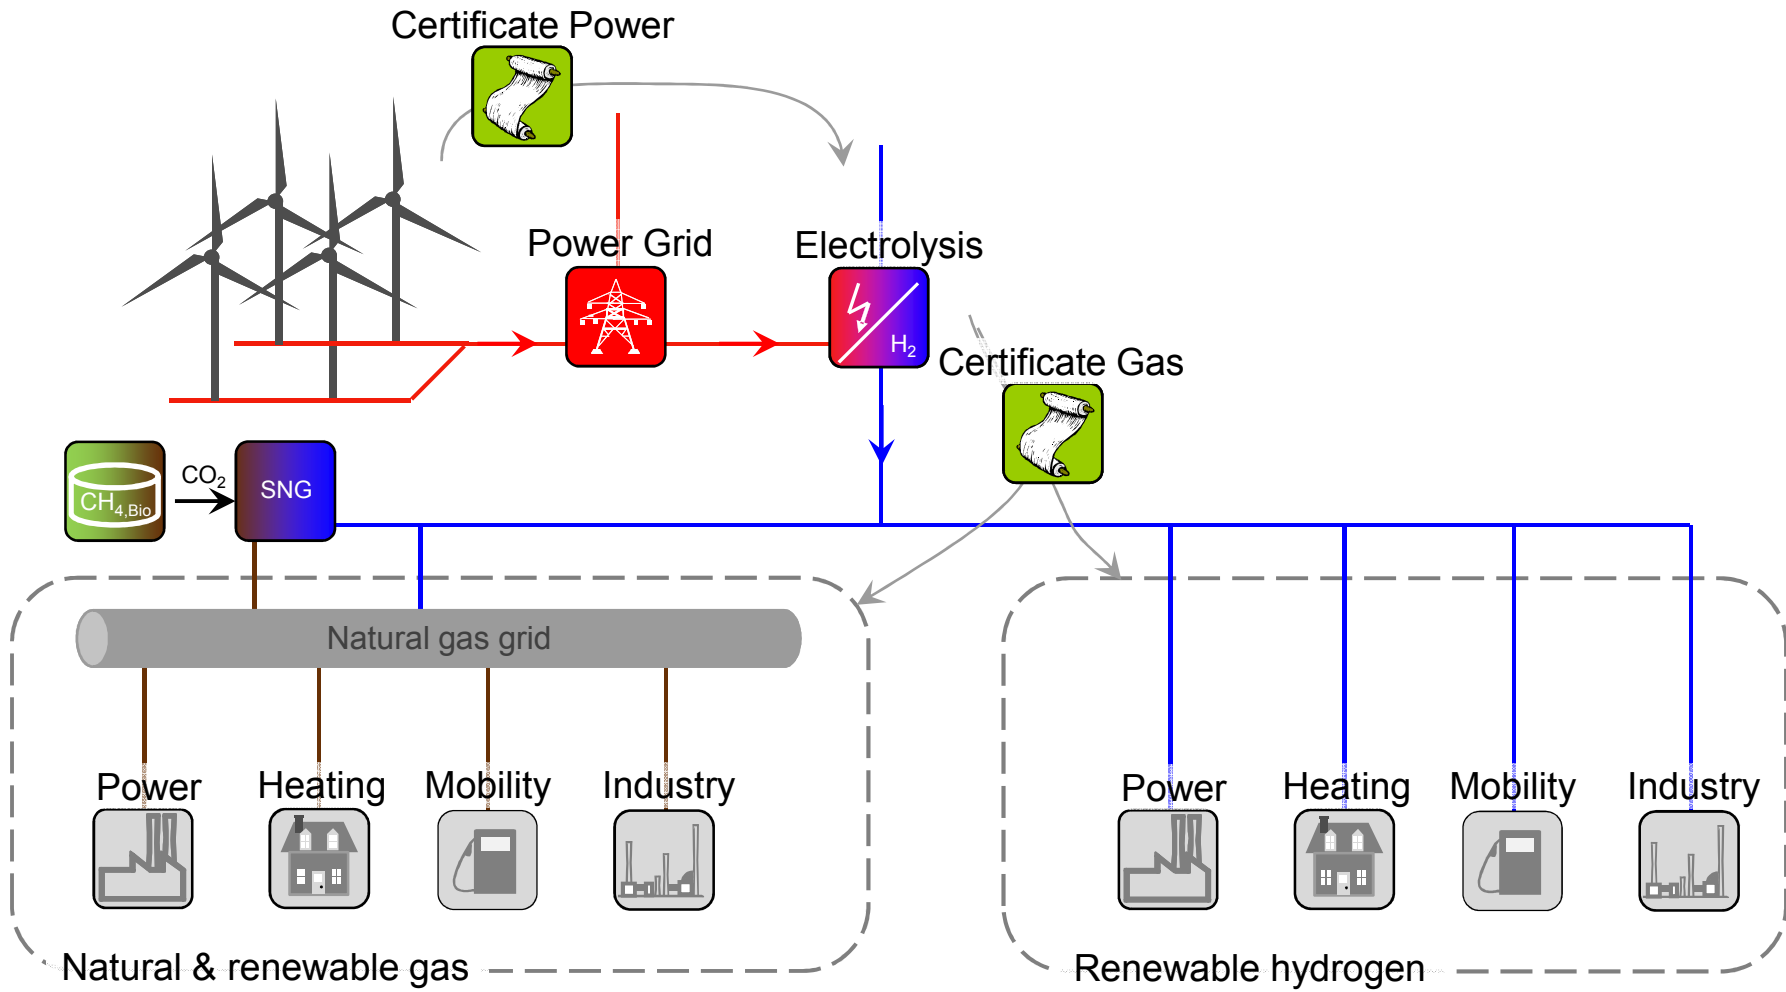 Certificate Power
Power Grid
Electrolysis
H2
Certificate Gas
CH4,Bio
CO2
SNG
Natural gas grid
Power
Heating
Mobility
Industry
Power
Heating
Mobility
Industry
Natural & renewable gas
Renewable hydrogen